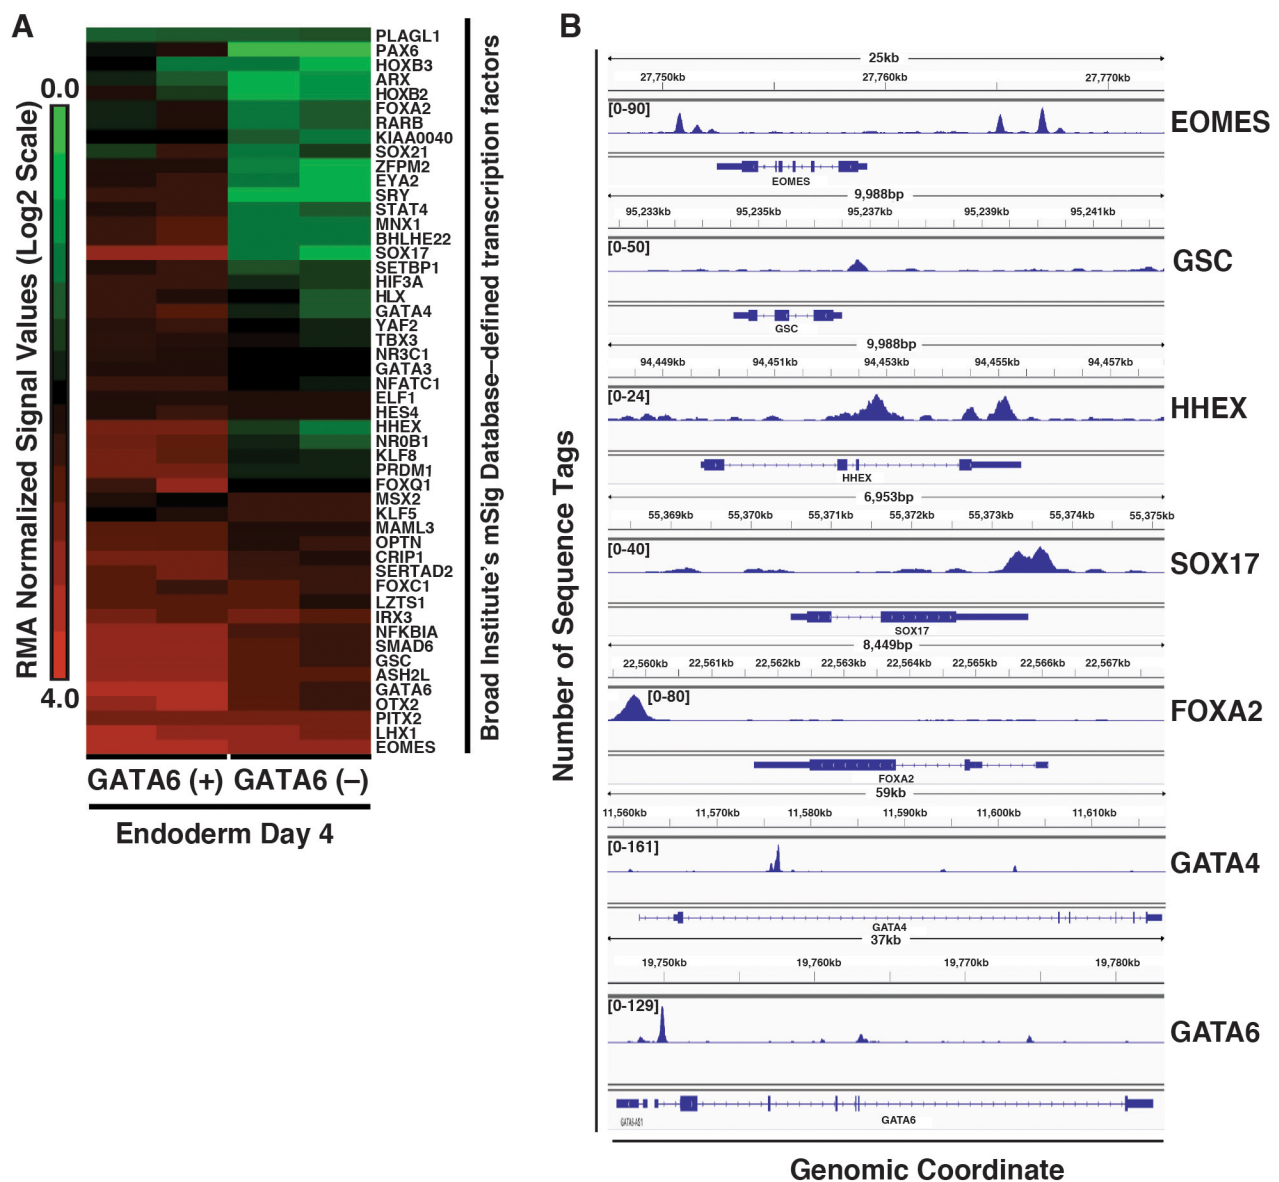 A
0.0
RMA Normalized Signal Values (Log2 Scale)
4.0
PLAGL1
PAX6
HOXB3
ARX
HOXB2
FOXA2
RARB
KIAA0040
SOX21
ZFPM2
EYA2
SRY
STAT4
MNX1
BHLHE22
SOX17
SETBP1
HIF3A
HLX
GATA4
YAF2
TBX3
NR3C1
GATA3
NFATC1
ELF1
HES4
HHEX
NR0B1
KLF8
PRDM1
FOXQ1
MSX2
KLF5
MAML3
OPTN
CRIP1
SERTAD2
FOXC1
LZTS1
IRX3
NFKBIA
SMAD6
GSC
ASH2L
GATA6
OTX2
PITX2
LHX1
EOMES
Broad Institute's mSig Database–defined transcription factors
GATA6 (+) GATA6 (–)
Endoderm Day 4
B
Number of Sequence Tags
25kb
27,750kb 27,760kb 27,770kb
[0-90]
EOMES
EOMES
9,988bp
95,233kb 95,235kb 95,237kb 95,239kb 95,241kb
[0-50]
GSC
GSC
9,988bp
94,449kb 94,451kb 94,453kb 94,455kb 94,457kb
[0-24]
HHEX
HHEX
6,953bp
55,369kb 55,370kb 55,371kb 55,372kb 55,373kb 55,374kb 55,375kb
[0-40]
SOX17
SOX17
8,449bp
22,560kb 22,561kb 22,562kb 22,563kb 22,564kb 22,565kb 22,566kb 22,567kb
[0-80]
FOXA2
FOXA2
59kb
11,560kb 11,570kb 11,580kb 11,590kb 11,600kb 11,610kb
[0-161]
GATA4
GATA4
37kb
19,750kb 19,760kb 19,770kb 19,780kb
[0-129]
GATA6
GATA6-AS1
GATA6
Genomic Coordinate